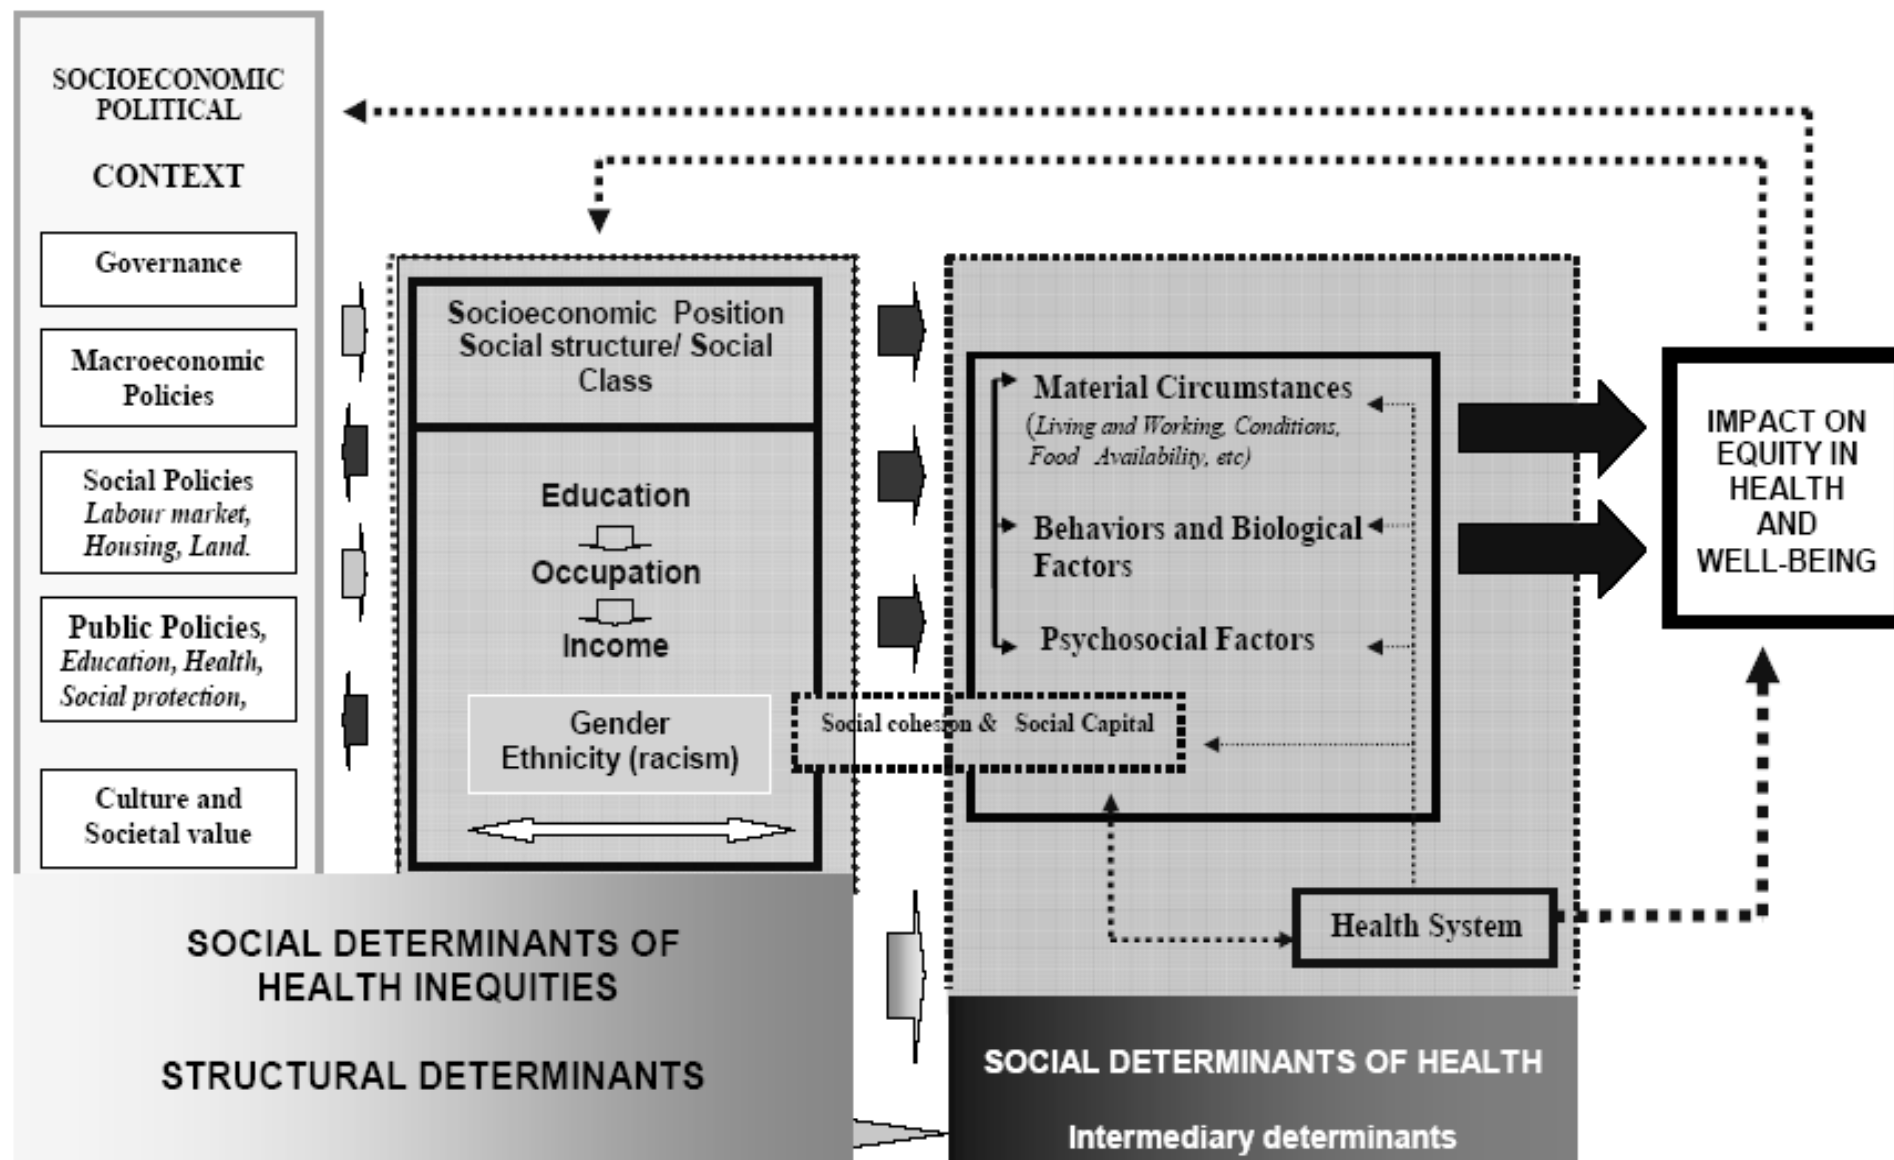 SOCIOECONOMIC
POLITICAL
CONTEXT
Governance
Macroeconomic
Policies
Social Policies
Labour market,
Housing, Land.
Public Policies,
Education, Health,
Social protection,
Culture and
Societal value
Socioeconomic Position
Social structure/ Social
Class
Education
Occupation
Income
Gender
Ethnicity (racism)
Social cohesion & Social Capital
Material Circumstances
(Living and Working, Conditions,
Food Availability, etc)
Behaviors and Biological
Factors
Psychosocial Factors
Health System
IMPACT ON
EQUITY IN
HEALTH
AND
WELL-BEING
SOCIAL DETERMINANTS OF
HEALTH INEQUITIES
STRUCTURAL DETERMINANTS
SOCIAL DETERMINANTS OF HEALTH
Intermediary determinants